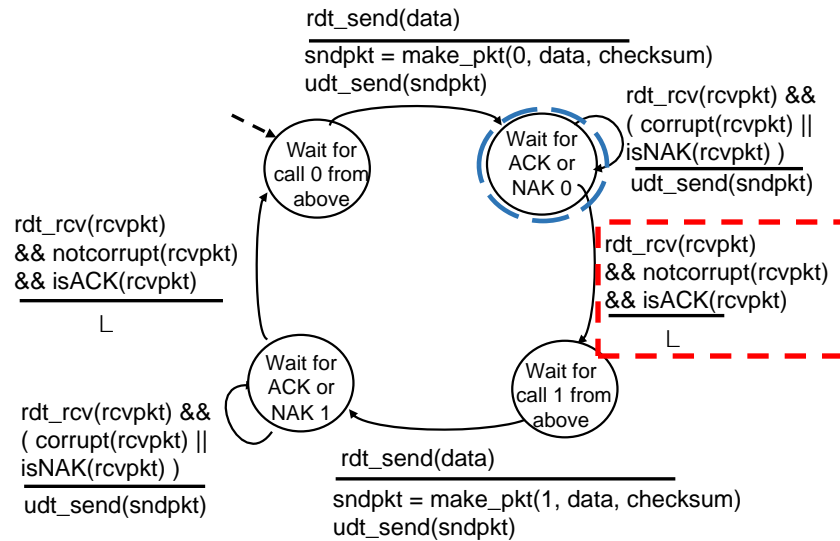 rdt_send(data)
sndpkt = make_pkt(0, data, checksum)
udt_send(sndpkt)
Wait for
call 0 from
above
Wait for
ACK or
NAK 0
rdt_rcv(rcvpkt) &&
( corrupt(rcvpkt) ||
isNAK(rcvpkt) )
udt_send(sndpkt)
rdt_rcv(rcvpkt)
&& notcorrupt(rcvpkt)
&& isACK(rcvpkt)
L
rdt_rcv(rcvpkt)
&& notcorrupt(rcvpkt)
&& isACK(rcvpkt)
L
Wait for
ACK or
NAK 1
Wait for
call 1 from
above
rdt_rcv(rcvpkt) &&
( corrupt(rcvpkt) ||
isNAK(rcvpkt) )
udt_send(sndpkt)
rdt_send(data)
sndpkt = make_pkt(1, data, checksum)
udt_send(sndpkt)